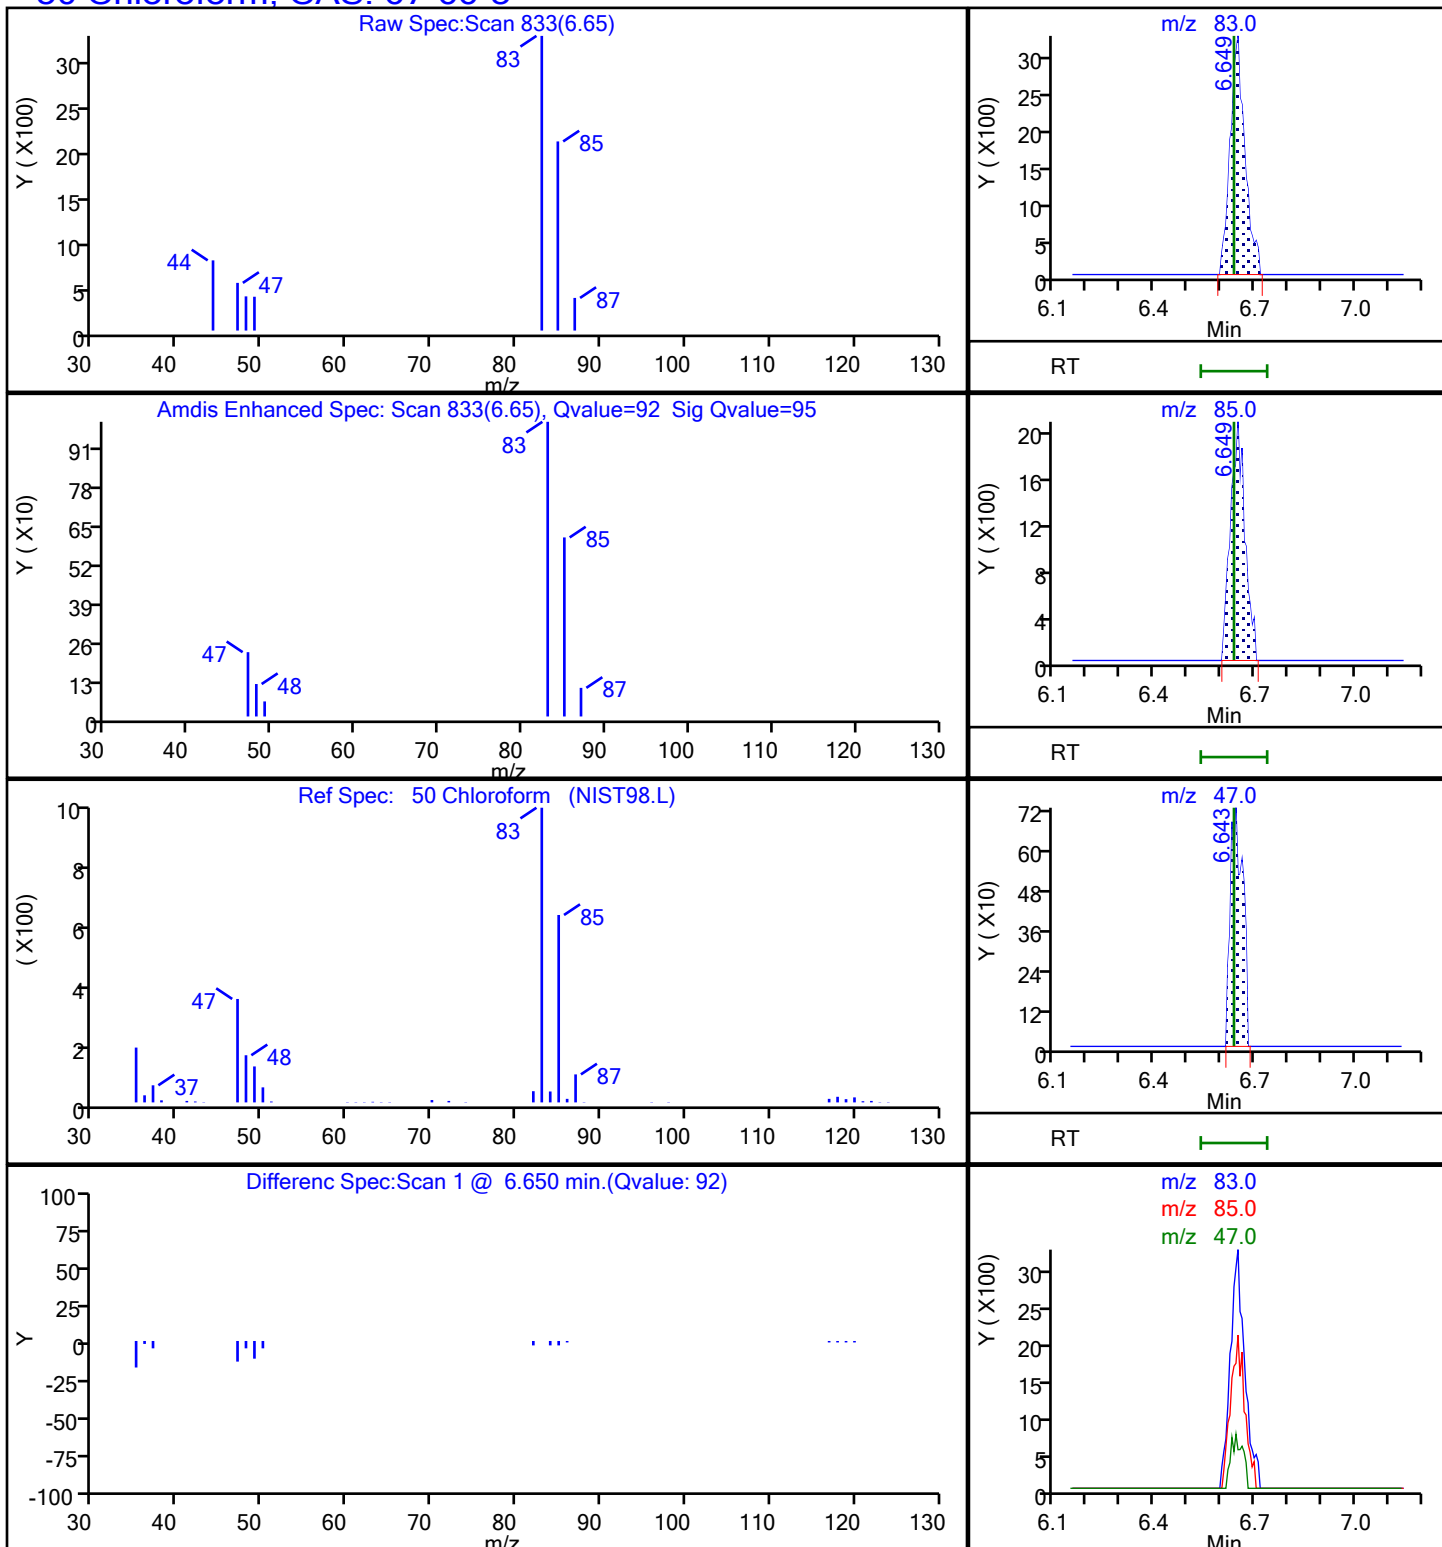 Raw Spec:Scan 833(6.65)
Y ( X100)
30
25
20
15
10
5
0
83
85
44
47
87
30 40 50 60 70 80 90 100 110 120 130
m/z
m/z 83.0
Y ( X100)
30
25
20
15
10
5
0
6.649
6.1 6.4 6.7 7.0
Min
RT
Amdis Enhanced Spec: Scan 833(6.65), Qvalue=92 Sig Qvalue=95
Y ( X10)
91
78
65
52
39
26
13
0
83
85
47
48
87
30 40 50 60 70 80 90 100 110 120 130
m/z
m/z 85.0
Y ( X100)
20
16
12
8
4
0
6.649
6.1 6.4 6.7 7.0
Min
RT
Ref Spec: 50 Chloroform (NIST98.L)
( X100)
10
8
6
4
2
0
83
85
47
48
37
87
30 40 50 60 70 80 90 100 110 120 130
m/z 47.0
Y ( X10)
72
60
48
36
24
12
0
6.643
6.1 6.4 6.7 7.0
Min
RT
Differenc Spec:Scan 1 @ 6.650 min.(Qvalue: 92)
Y
100
75
50
25
0
-25
-50
-75
-100
30 40 50 60 70 80 90 100 110 120 130
m/z
m/z 83.0
m/z 85.0
m/z 47.0
Y ( X100)
30
25
20
15
10
5
0
6.1 6.4 6.7 7.0
Min